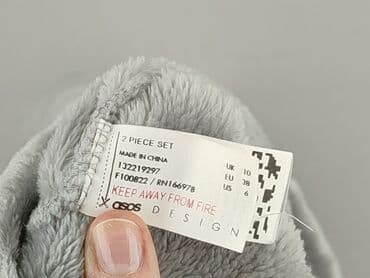 2 PIECE SET
MADE IN CHINA
132219297
F100822 / RN166978
KEEP AWAY FROM FIRE
asos DESIGN
UK 10
EU 38
US 6